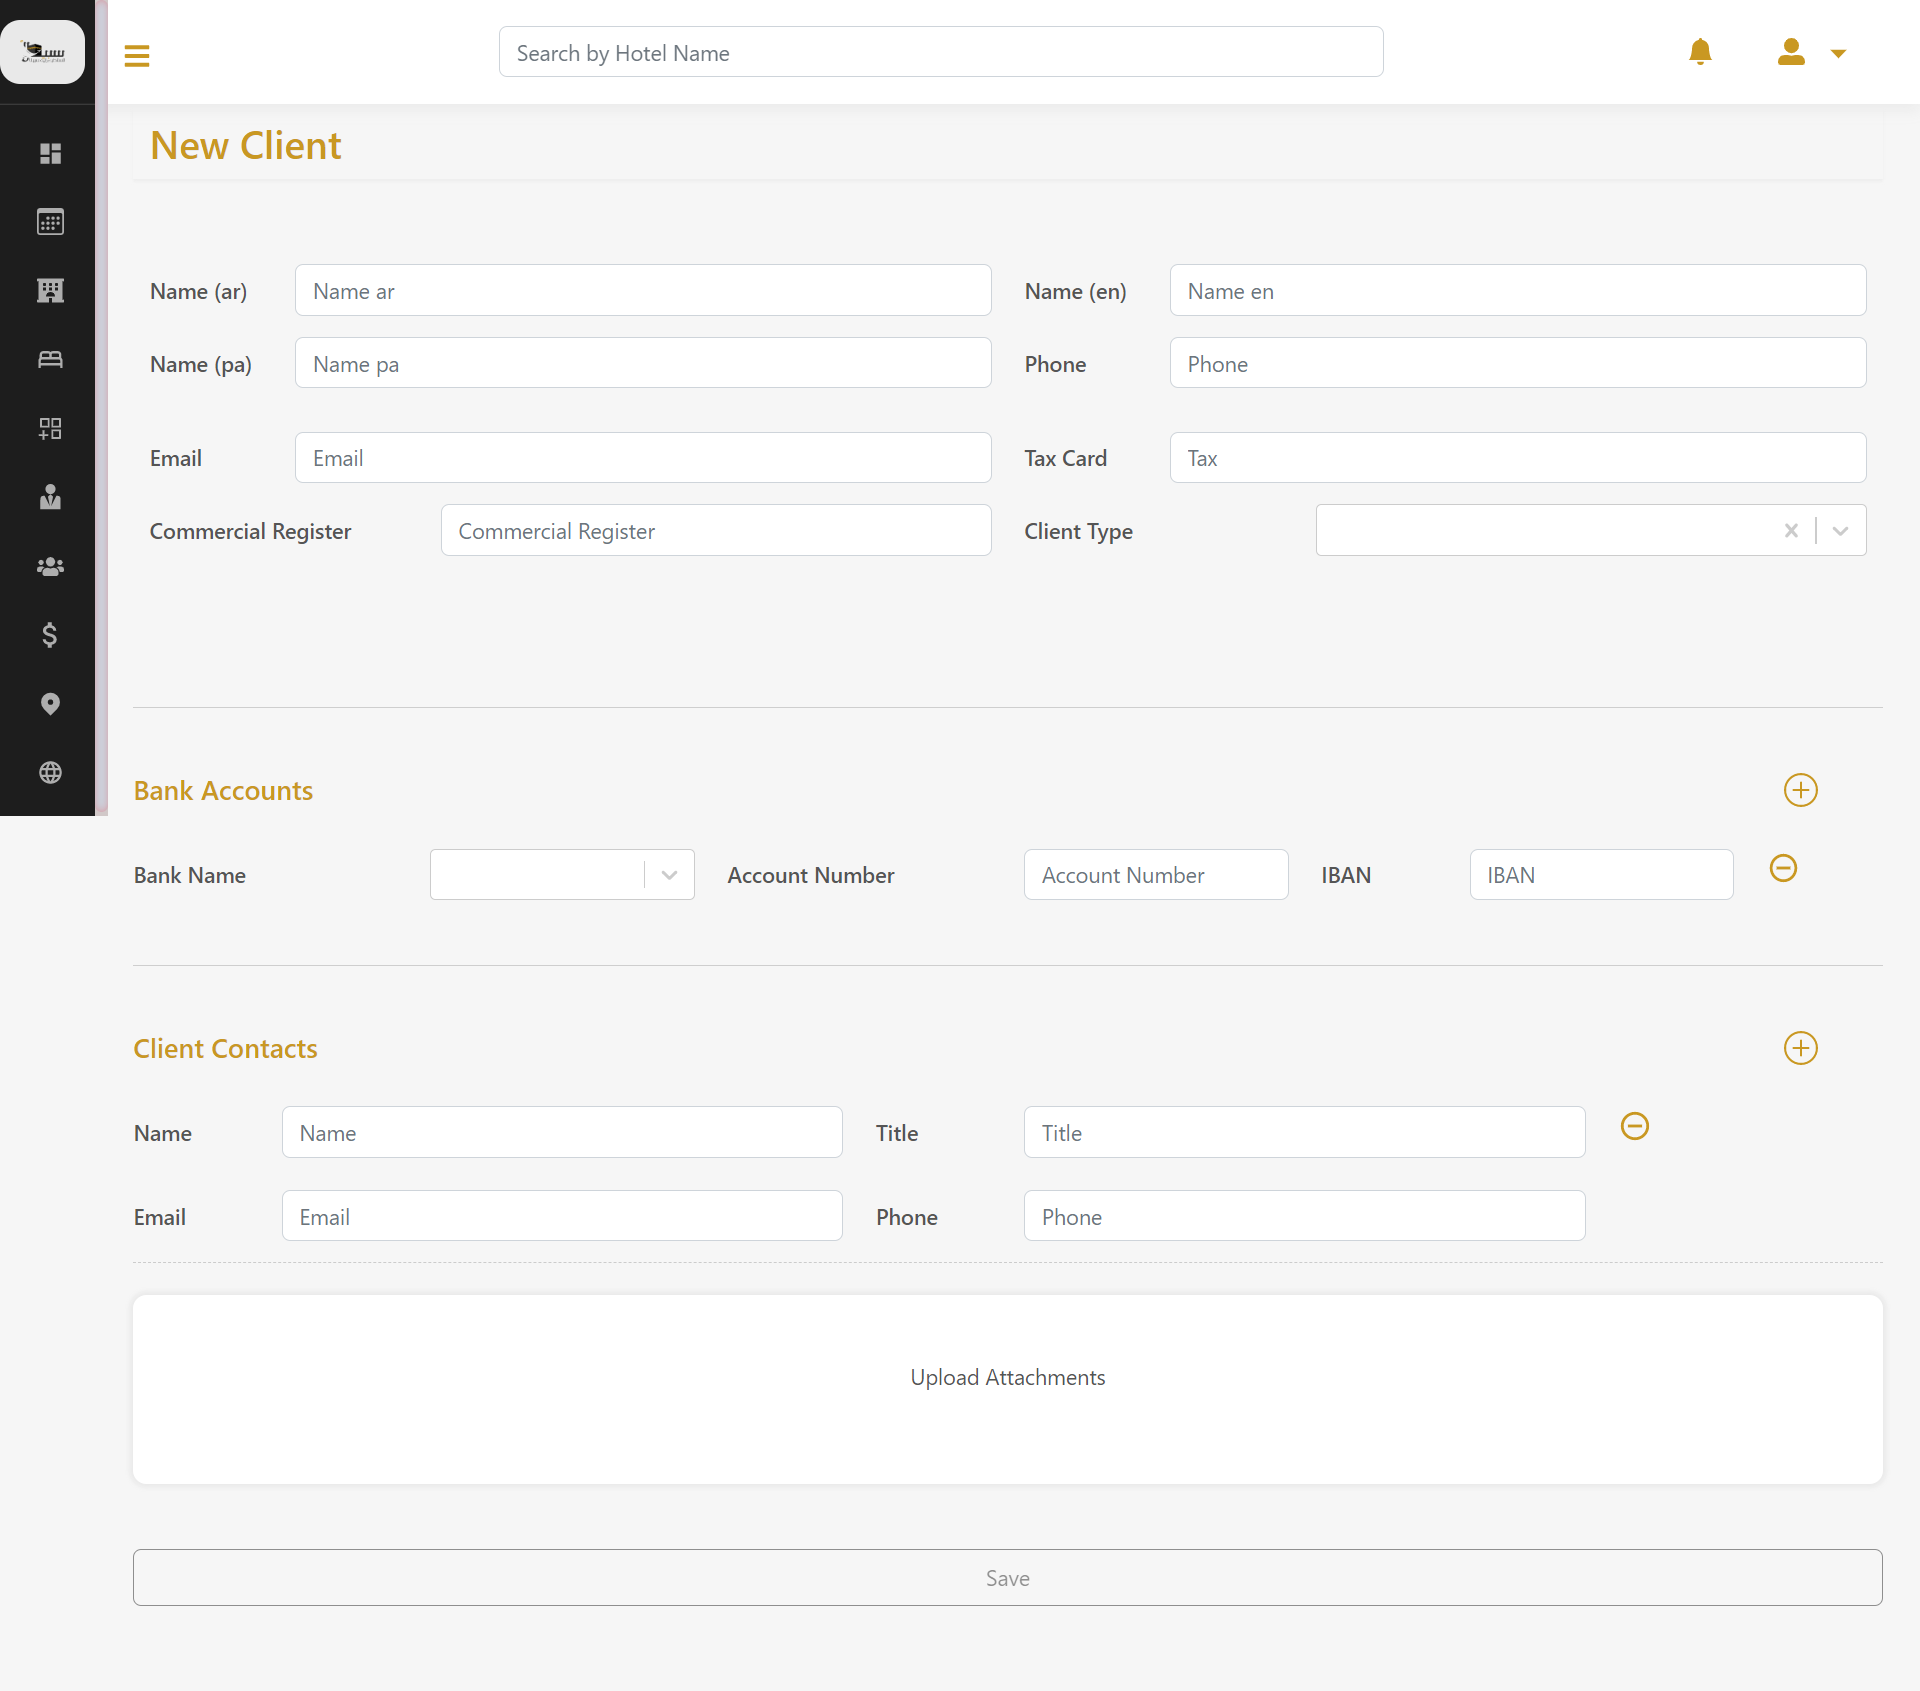 Search by Hotel Name
New Client
Name (ar) Name ar Name (en) Name en
Name (pa) Name pa Phone Phone
Email Email Tax Card Tax
Commercial Register Commercial Register Client Type
Bank Accounts
Bank Name Account Number Account Number IBAN IBAN
Client Contacts
Name Name Title Title
Email Email Phone Phone
Upload Attachments
Save